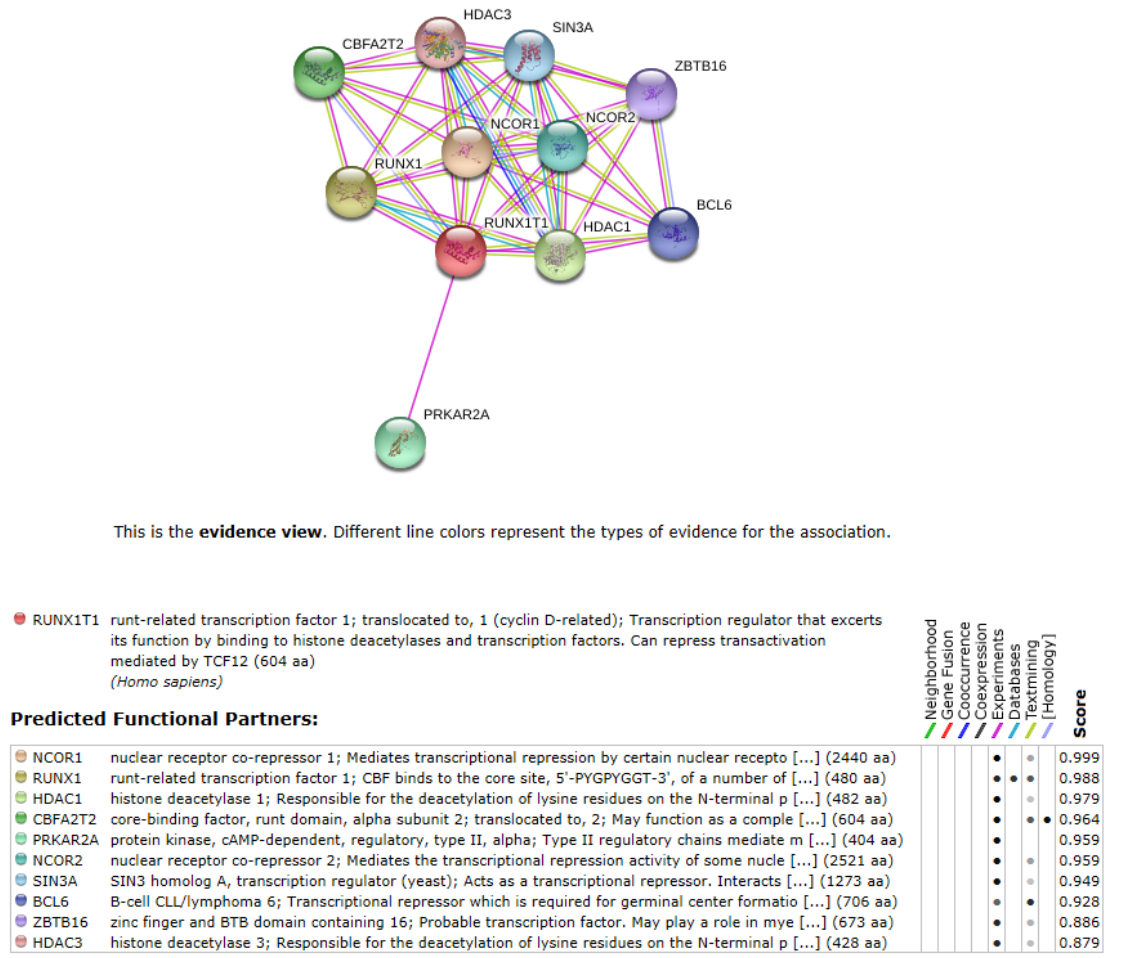 HDAC3
SIN3A
CBFA2T2
ZBTB16
NCOR1
NCOR2
RUNX1
BCL6
RUNX1T1
HDAC1
PRKAR2A
This is the evidence view. Different line colors represent the types of evidence for the association.
RUNX1T1 runt-related transcription factor 1; translocated to, 1 (cyclin D-related); Transcription regulator that excerts
its function by binding to histone deacetylases and transcription factors. Can repress transactivation
mediated by TCF12 (604 aa)
(Homo sapiens)
Neighborhood
Gene Fusion
Cooccurrence
Coexpression
Experiments
Databases
Textmining
[Homology]
Score
Predicted Functional Partners:
NCOR1 nuclear receptor co-repressor 1; Mediates transcriptional repression by certain nuclear recepto [...] (2440 aa) 0.999
RUNX1 runt-related transcription factor 1; CBF binds to the core site, 5'-PYGPYGGT-3', of a number of [...] (480 aa) 0.988
HDAC1 histone deacetylase 1; Responsible for the deacetylation of lysine residues on the N-terminal p [...] (482 aa) 0.979
CBFA2T2 core-binding factor, runt domain, alpha subunit 2; translocated to, 2; May function as a comple [...] (604 aa) 0.964
PRKAR2A protein kinase, cAMP-dependent, regulatory, type II, alpha; Type II regulatory chains mediate m [...] (404 aa) 0.959
NCOR2 nuclear receptor co-repressor 2; Mediates the transcriptional repression activity of some nucle [...] (2521 aa) 0.959
SIN3A SIN3 homolog A, transcription regulator (yeast); Acts as a transcriptional repressor. Interacts [...] (1273 aa) 0.949
BCL6 B-cell CLL/lymphoma 6; Transcriptional repressor which is required for germinal center formatio [...] (706 aa) 0.928
ZBTB16 zinc finger and BTB domain containing 16; Probable transcription factor. May play a role in mye [...] (673 aa) 0.886
HDAC3 histone deacetylase 3; Responsible for the deacetylation of lysine residues on the N-terminal p [...] (428 aa) 0.879